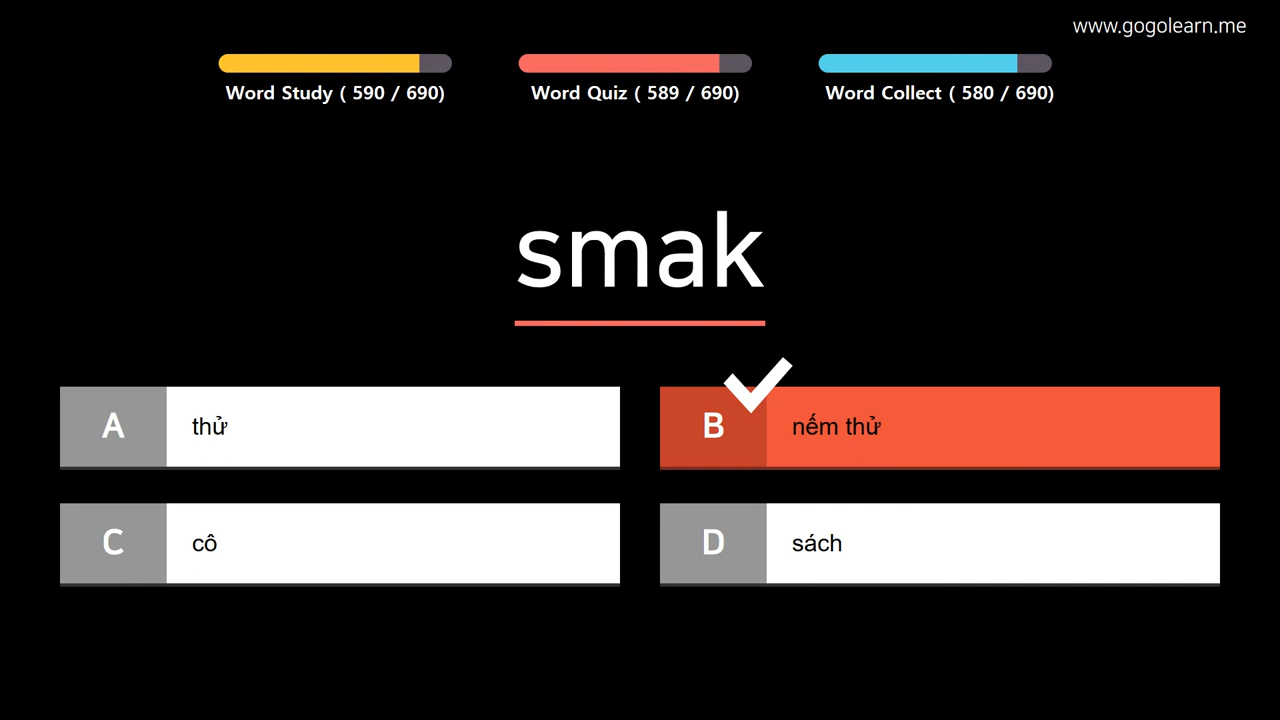 www.gogolearn.me
Word Study ( 590 / 690)
Word Quiz ( 589 / 690)
Word Collect ( 580 / 690)
smak
A thử
B nếm thử
C cô
D sách